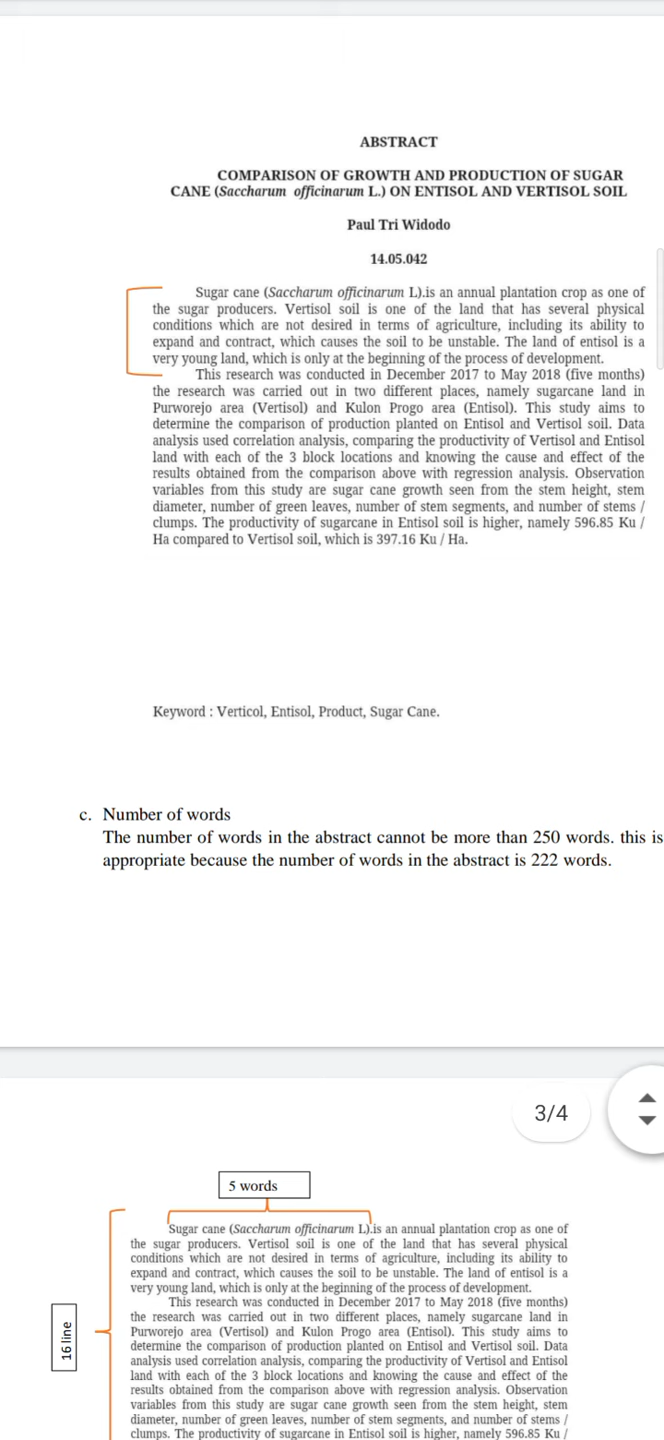 ABSTRACT
COMPARISON OF GROWTH AND PRODUCTION OF SUGAR
CANE (Saccharum officinarum L.) ON ENTISOL AND VERTISOL SOIL
Paul Tri Widodo
14.05.042
Sugar cane (Saccharum officinarum L).is an annual plantation crop as one of
the sugar producers. Vertisol soil is one of the land that has several physical
conditions which are not desired in terms of agriculture, including its ability to
expand and contract, which causes the soil to be unstable. The land of entisol is a
very young land, which is only at the beginning of the process of development.
This research was conducted in December 2017 to May 2018 (five months)
the research was carried out in two different places, namely sugarcane land in
Purworejo area (Vertisol) and Kulon Progo area (Entisol). This study aims to
determine the comparison of production planted on Entisol and Vertisol soil. Data
analysis used correlation analysis, comparing the productivity of Vertisol and Entisol
land with each of the 3 block locations and knowing the cause and effect of the
results obtained from the comparison above with regression analysis. Observation
variables from this study are sugar cane growth seen from the stem height, stem
diameter, number of green leaves, number of stem segments, and number of stems /
clumps. The productivity of sugarcane in Entisol soil is higher, namely 596.85 Ku /
Ha compared to Vertisol soil, which is 397.16 Ku / Ha.
Keyword : Verticol, Entisol, Product, Sugar Cane.
c. Number of words
The number of words in the abstract cannot be more than 250 words. this is
appropriate because the number of words in the abstract is 222 words.
3/4
5 words
Sugar cane (Saccharum officinarum L).is an annual plantation crop as one of
the sugar producers. Vertisol soil is one of the land that has several physical
conditions which are not desired in terms of agriculture, including its ability to
expand and contract, which causes the soil to be unstable. The land of entisol is a
very young land, which is only at the beginning of the process of development.
This research was conducted in December 2017 to May 2018 (five months)
the research was carried out in two different places, namely sugarcane land in
Purworejo area (Vertisol) and Kulon Progo area (Entisol). This study aims to
determine the comparison of production planted on Entisol and Vertisol soil. Data
analysis used correlation analysis, comparing the productivity of Vertisol and Entisol
land with each of the 3 block locations and knowing the cause and effect of the
results obtained from the comparison above with regression analysis. Observation
variables from this study are sugar cane growth seen from the stem height, stem
diameter, number of green leaves, number of stem segments, and number of stems /
clumps. The productivity of sugarcane in Entisol soil is higher, namely 596.85 Ku /
16 line